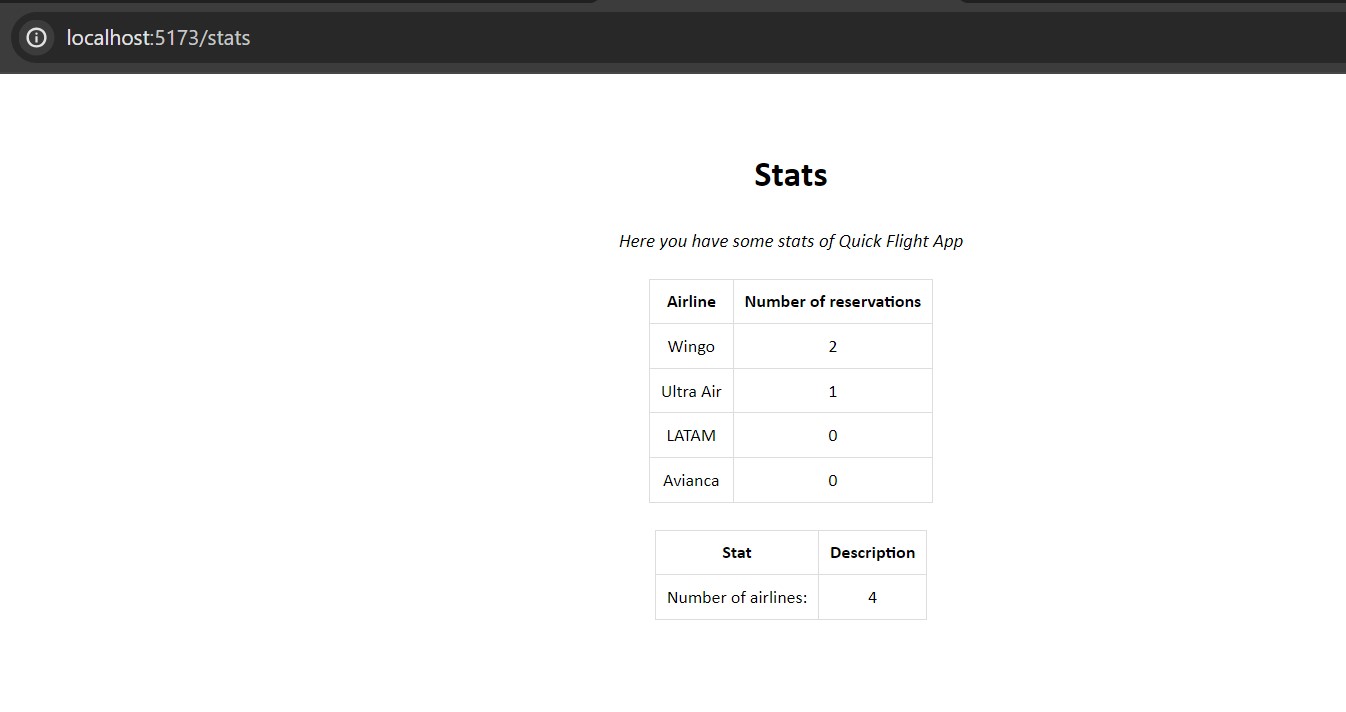 localhost:5173/stats
Stats
Here you have some stats of Quick Flight App
Airline Number of reservations
Wingo 2
Ultra Air 1
LATAM 0
Avianca 0
Stat Description
Number of airlines: 4